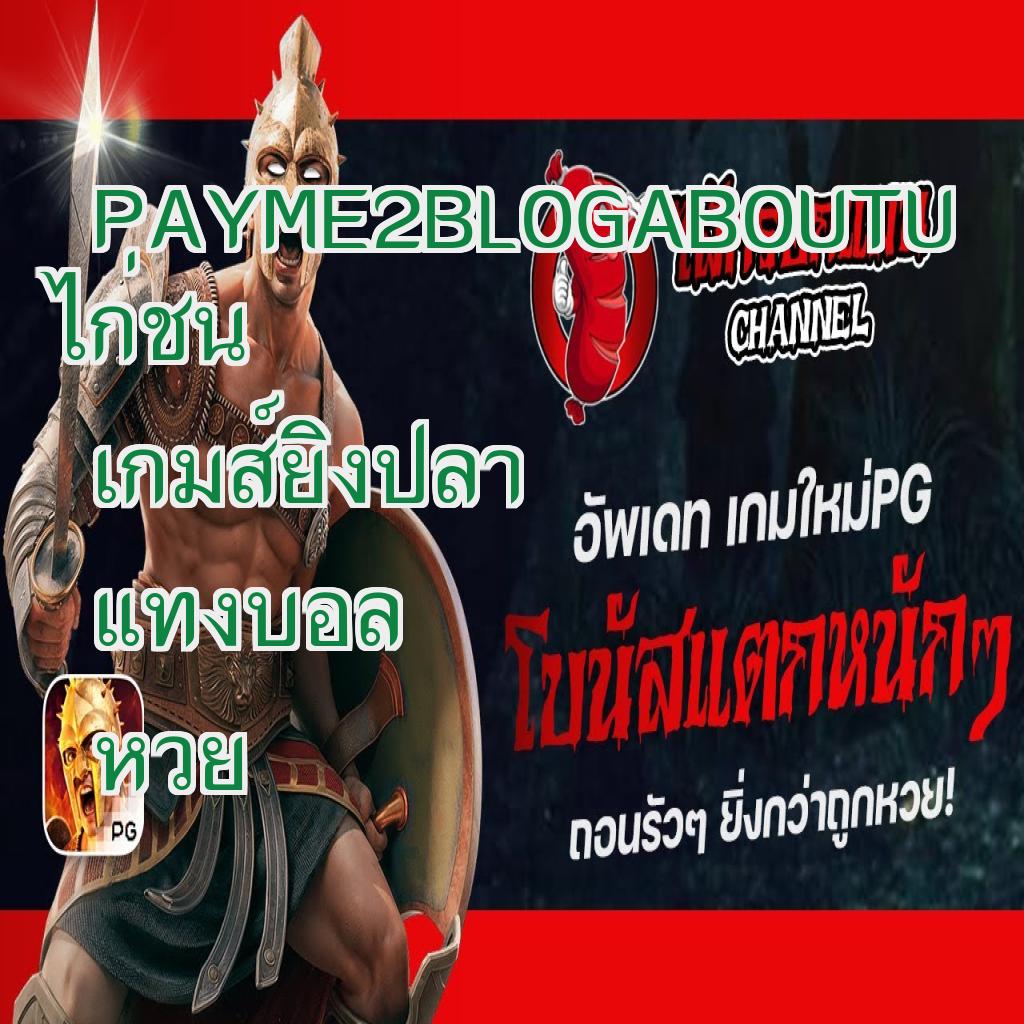 PAYME2BLOGABOUTU
ไก่ชน
CHANNEL
เกมส์ยิงปลา
อัพเดท เกมใหม่PG
แทงบอล
โบนัสแตกหนักๆ
หวย
PG
ถอนรัวๆ ยิ่งกว่าถูกหวย!